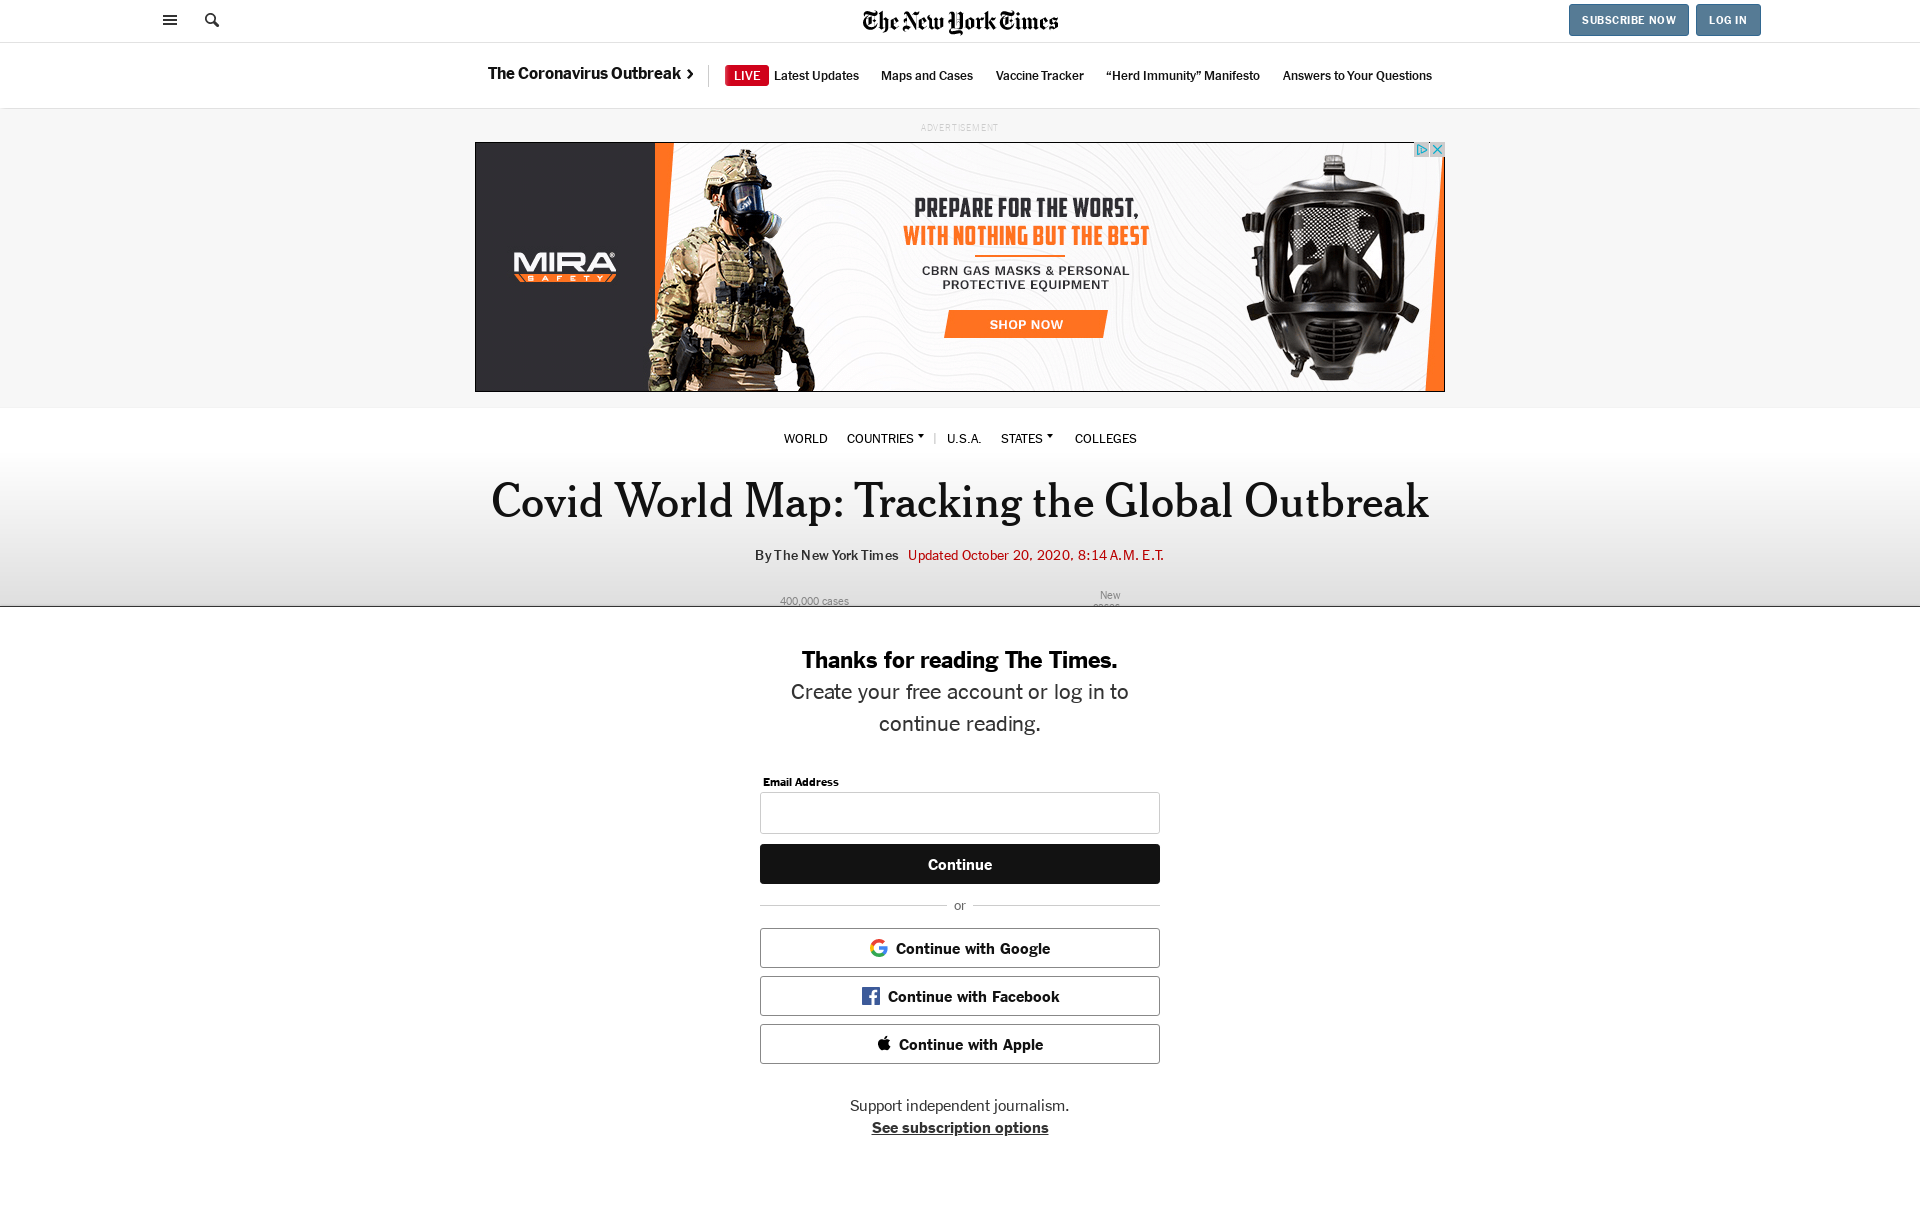 The New York Times
SUBSCRIBE NOW
LOG IN
The Coronavirus Outbreak
LIVE Latest Updates
Maps and Cases
Vaccine Tracker
“Herd Immunity” Manifesto
Answers to Your Questions
ADVERTISEMENT
MIRA®
SAFETY
PREPARE FOR THE WORST,
WITH NOTHING BUT THE BEST
CBRN GAS MASKS & PERSONAL
PROTECTIVE EQUIPMENT
SHOP NOW
WORLD COUNTRIES | U.S.A. STATES COLLEGES
Covid World Map: Tracking the Global Outbreak
By The New York Times Updated October 20, 2020, 8:14 A.M. E.T.
400,000 cases
New
Thanks for reading The Times.
Create your free account or log in to
continue reading.
Email Address
Continue
or
Continue with Google
Continue with Facebook
Continue with Apple
Support independent journalism.
See subscription options